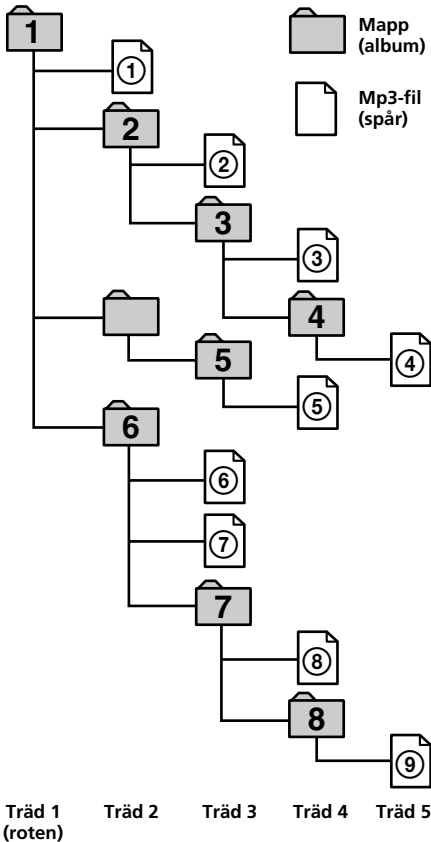 1
Mapp
(album)
①
Mp3-fil
(spår)
2
②
3
③
4
④
5
⑤
6
⑥
⑦
7
⑧
8
⑨
Träd 1
(roten)
Träd 2
Träd 3
Träd 4
Träd 5